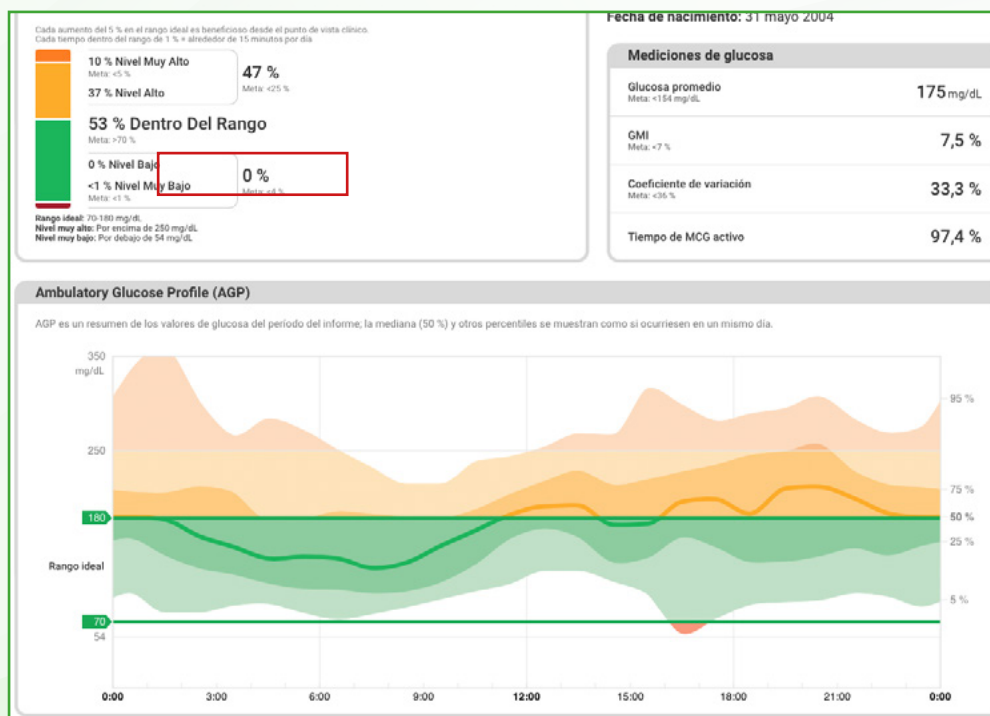 Cada aumento del 5 % en el rango ideal es beneficioso desde el punto de vista clínico.
Cada tiempo dentro del rango de 1 % = alrededor de 15 minutos por día
10 % Nivel Muy Alto
Meta: <5 %
37 % Nivel Alto
47 %
Meta: <25 %
53 % Dentro Del Rango
Meta: >70 %
0 % Nivel Bajo
<1 % Nivel Muy Bajo
Meta: <1 %
0 %
Meta: <4 %
Rango ideal: 70-180 mg/dL
Nivel muy alto: Por encima de 250 mg/dL
Nivel muy bajo: Por debajo de 54 mg/dL
Fecha de nacimiento: 31 mayo 2004
Mediciones de glucosa
Glucosa promedio
Meta: <154 mg/dL
175 mg/dL
GMI
Meta: <7 %
7,5 %
Coeficiente de variación
Meta: <36 %
33,3 %
Tiempo de MCG activo
97,4 %
Ambulatory Glucose Profile (AGP)
AGP es un resumen de los valores de glucosa del período del informe; la mediana (50 %) y otros percentiles se muestran como si ocurriesen en un mismo día.
350
mg/dL
250
180
Rango ideal
70
54
95 %
75 %
50 %
25 %
5 %
0:00 3:00 6:00 9:00 12:00 15:00 18:00 21:00 0:00